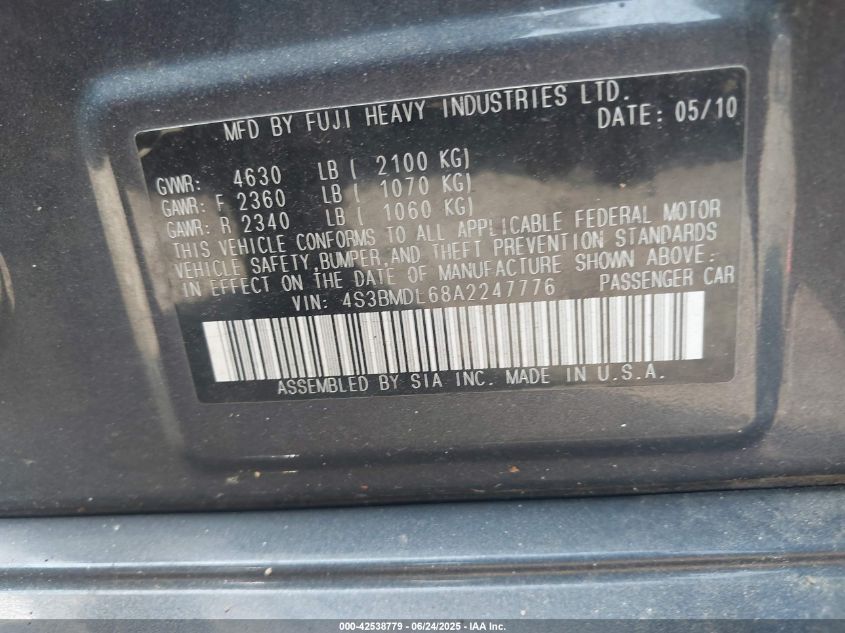 MFD BY FUJI HEAVY INDUSTRIES LTD.
DATE: 05/10
GVWR: 4630 LB ( 2100 KG)
GAWR: F 2360 LB ( 1070 KG)
GAWR: R 2340 LB ( 1060 KG)
THIS VEHICLE CONFORMS TO ALL APPLICABLE FEDERAL MOTOR
VEHICLE SAFETY,BUMPER,AND THEFT PREVENTION STANDARDS
IN EFFECT ON THE DATE OF MANUFACTURE SHOWN ABOVE:
VIN: 4S3BMDL68A2247776 PASSENGER CAR
ASSEMBLED BY SIA INC. MADE IN U.S.A.
000-42538779 - 06/24/2025 - IAA Inc.